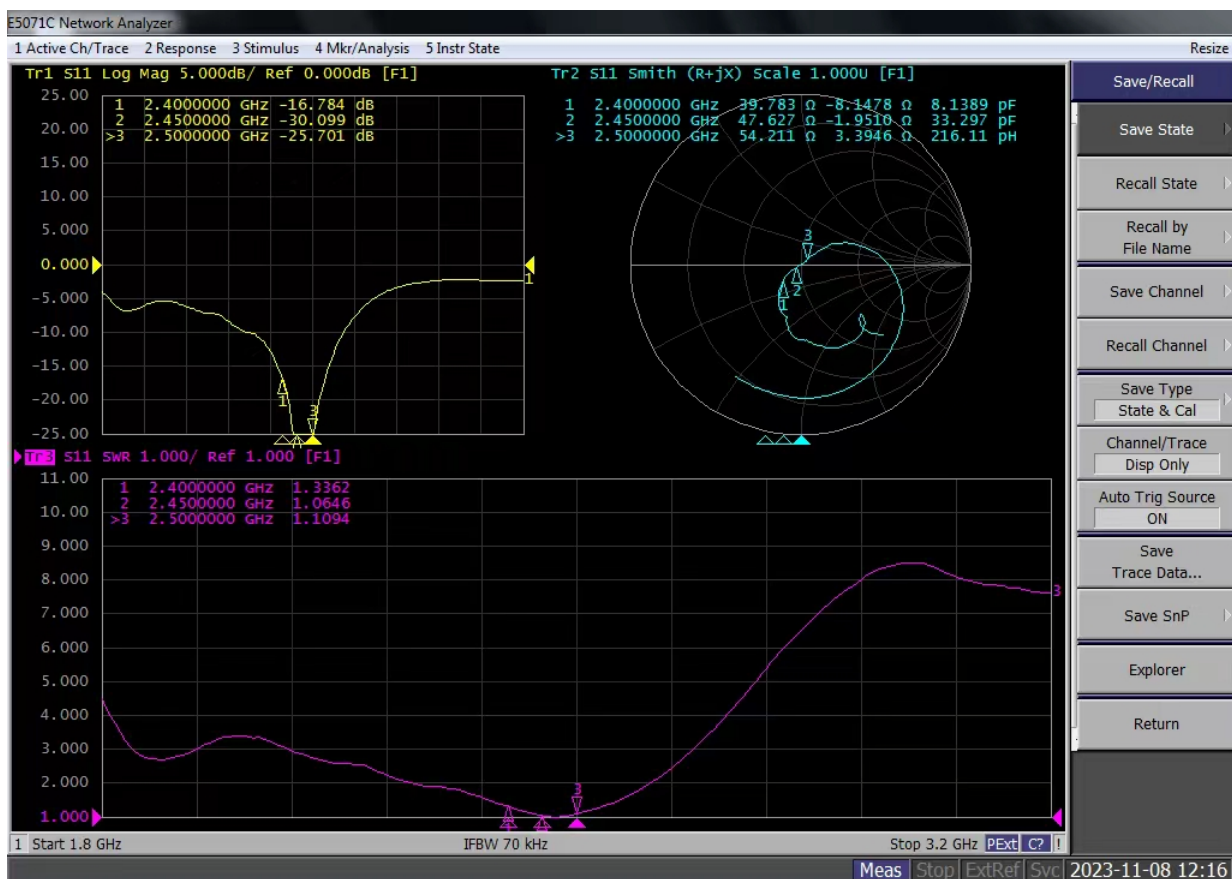 E5071C Network Analyzer
1 Active Ch/Trace 2 Response 3 Stimulus 4 Mkr/Analysis 5 Instr State Resize
Tr1 S11 Log Mag 5.000dB/ Ref 0.000dB [F1]
25.00
20.00
15.00
10.00
5.000
0.000
-5.000
-10.00
-15.00
-20.00
-25.00
1 2.4000000 GHz -16.784 dB
2 2.4500000 GHz -30.099 dB
>3 2.5000000 GHz -25.701 dB
1
1
3
Tr2 S11 Smith (R+jX) Scale 1.000U [F1]
1 2.4000000 GHz 39.783 Ω -8.1478 Ω 8.1389 pF
2 2.4500000 GHz 47.627 Ω -1.9510 Ω 33.297 pF
>3 2.5000000 GHz 54.211 Ω 3.3946 Ω 216.11 pH
3
1
2
Tr3 S11 SWR 1.000/ Ref 1.000 [F1]
11.00
10.00
9.000
8.000
7.000
6.000
5.000
4.000
3.000
2.000
1.000
1 2.4000000 GHz 1.3362
2 2.4500000 GHz 1.0646
>3 2.5000000 GHz 1.1094
3
3
1 Start 1.8 GHz IFBW 70 kHz Stop 3.2 GHz PExt C? !
Save/Recall
Save State
Recall State
Recall by
File Name
Save Channel
Recall Channel
Save Type
State & Cal
Channel/Trace
Disp Only
Auto Trig Source
ON
Save
Trace Data...
Save SnP
Explorer
Return
Meas Stop ExtRef Svc 2023-11-08 12:16